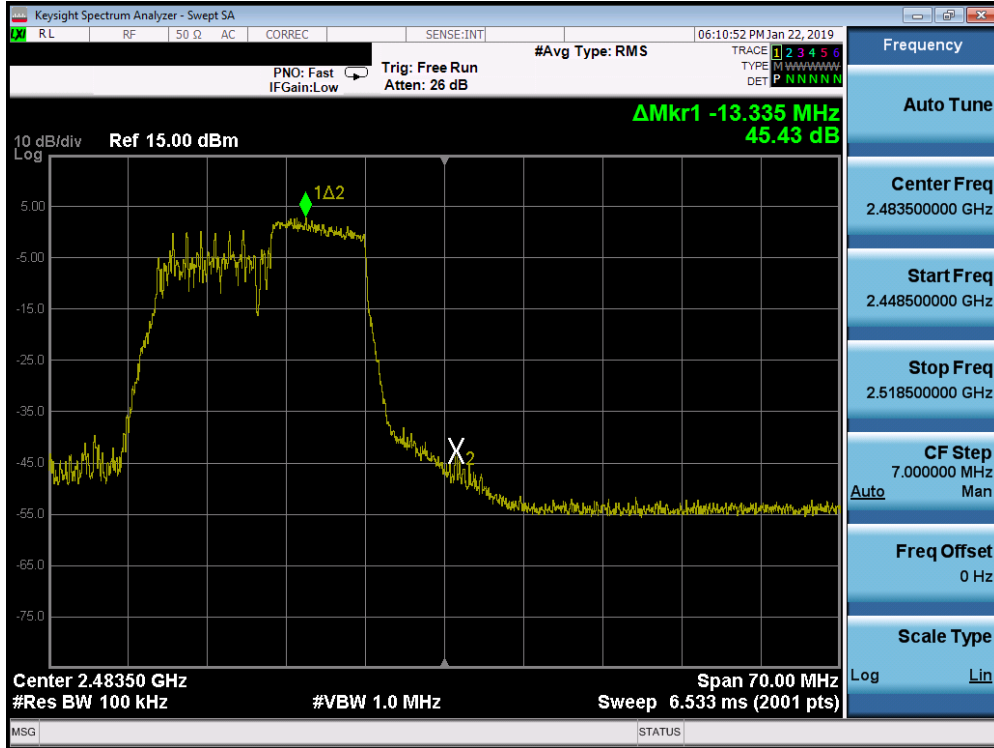 Keysight Spectrum Analyzer - Swept SA
LXI RL RF 50 Ω AC CORREC SENSE:INT 06:10:52 PM Jan 22, 2019
#Avg Type: RMS
TRACE 1 2 3 4 5 6
PNO: Fast Trig: Free Run
TYPE M W W W W W
IFGain:Low Atten: 26 dB
DET P N N N N N
ΔMkr1 -13.335 MHz
45.43 dB
10 dB/div Ref 15.00 dBm
Log
1Δ2
5.00
-5.00
-15.0
-25.0
-35.0
X2
-45.0
-55.0
-65.0
-75.0
Center 2.48350 GHz Span 70.00 MHz
#Res BW 100 kHz #VBW 1.0 MHz Sweep 6.533 ms (2001 pts)
MSG STATUS
Frequency
Auto Tune
Center Freq
2.483500000 GHz
Start Freq
2.448500000 GHz
Stop Freq
2.518500000 GHz
CF Step
7.000000 MHz
Auto Man
Freq Offset
0 Hz
Scale Type
Log Lin